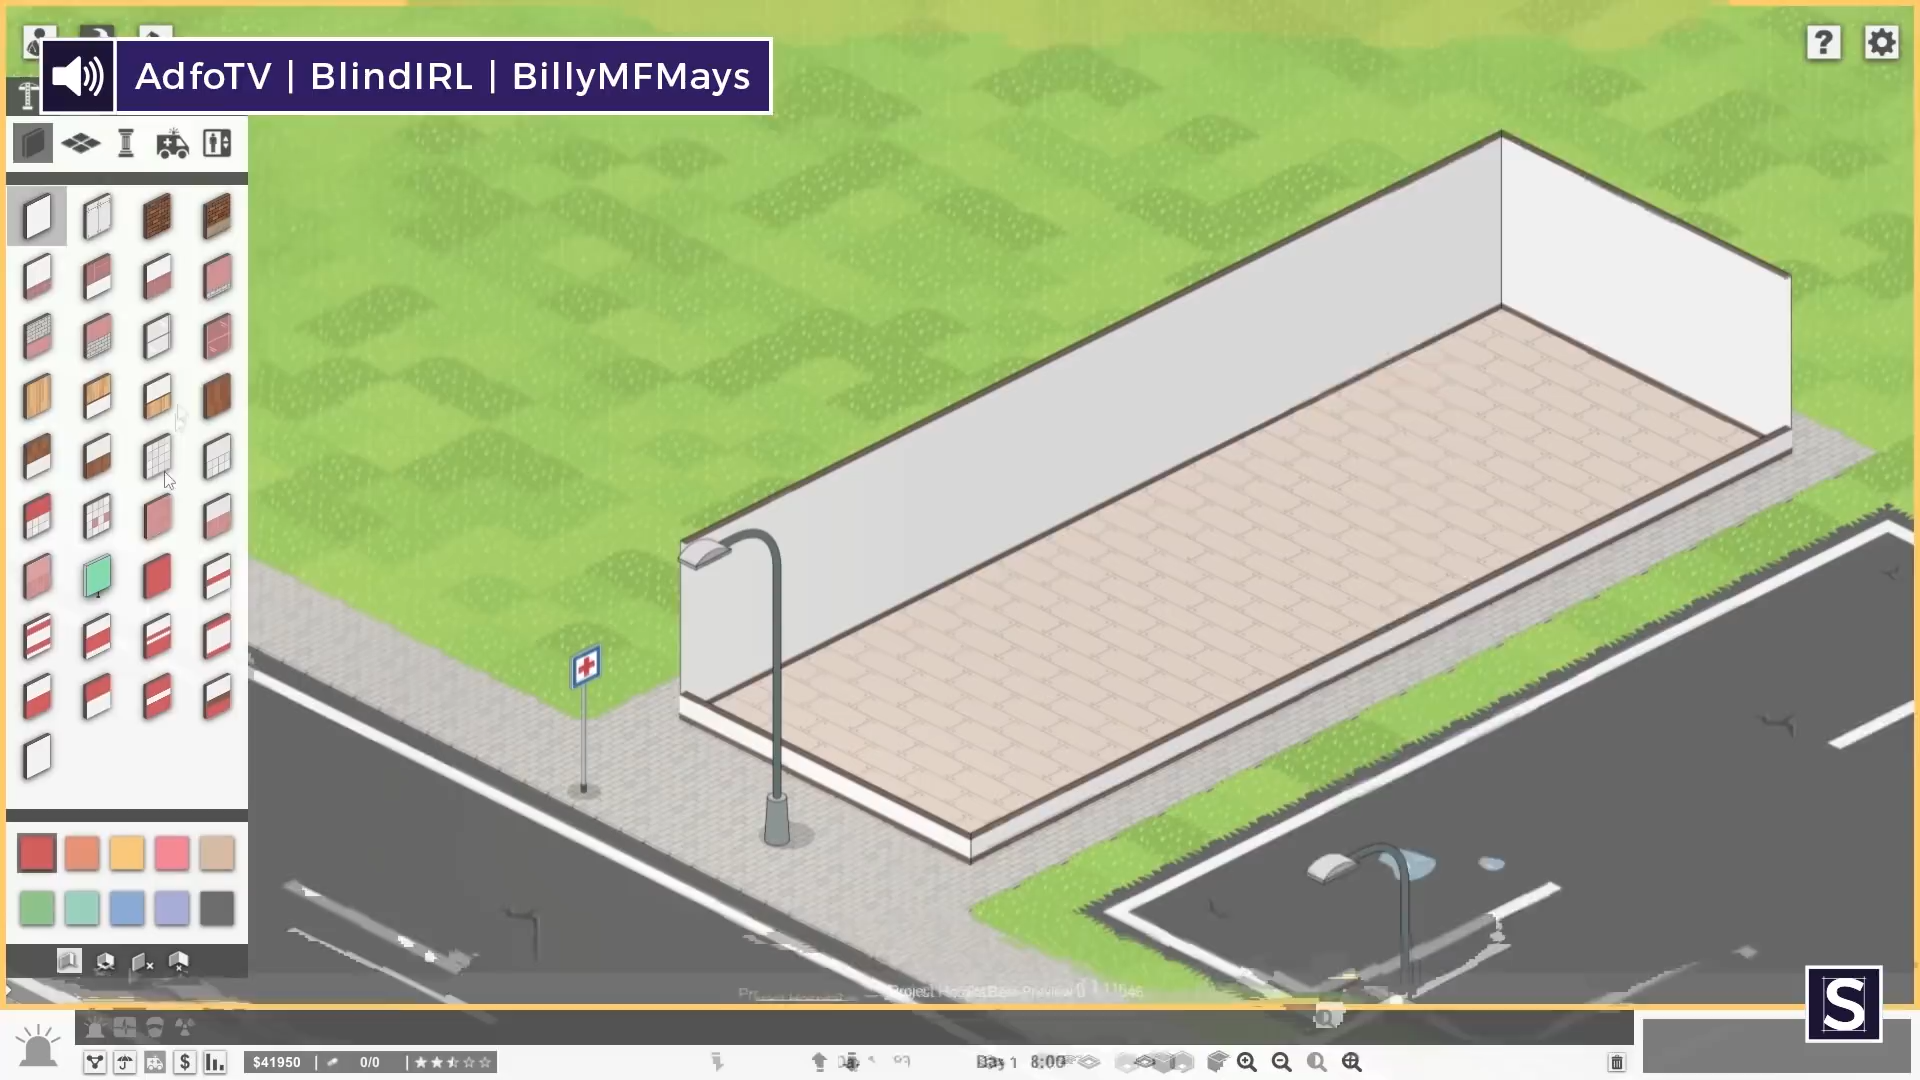 AdfoTV | BlindIRL | BillyMFMays
?
S
$41950 | 0/0
Day 1 8:00
$